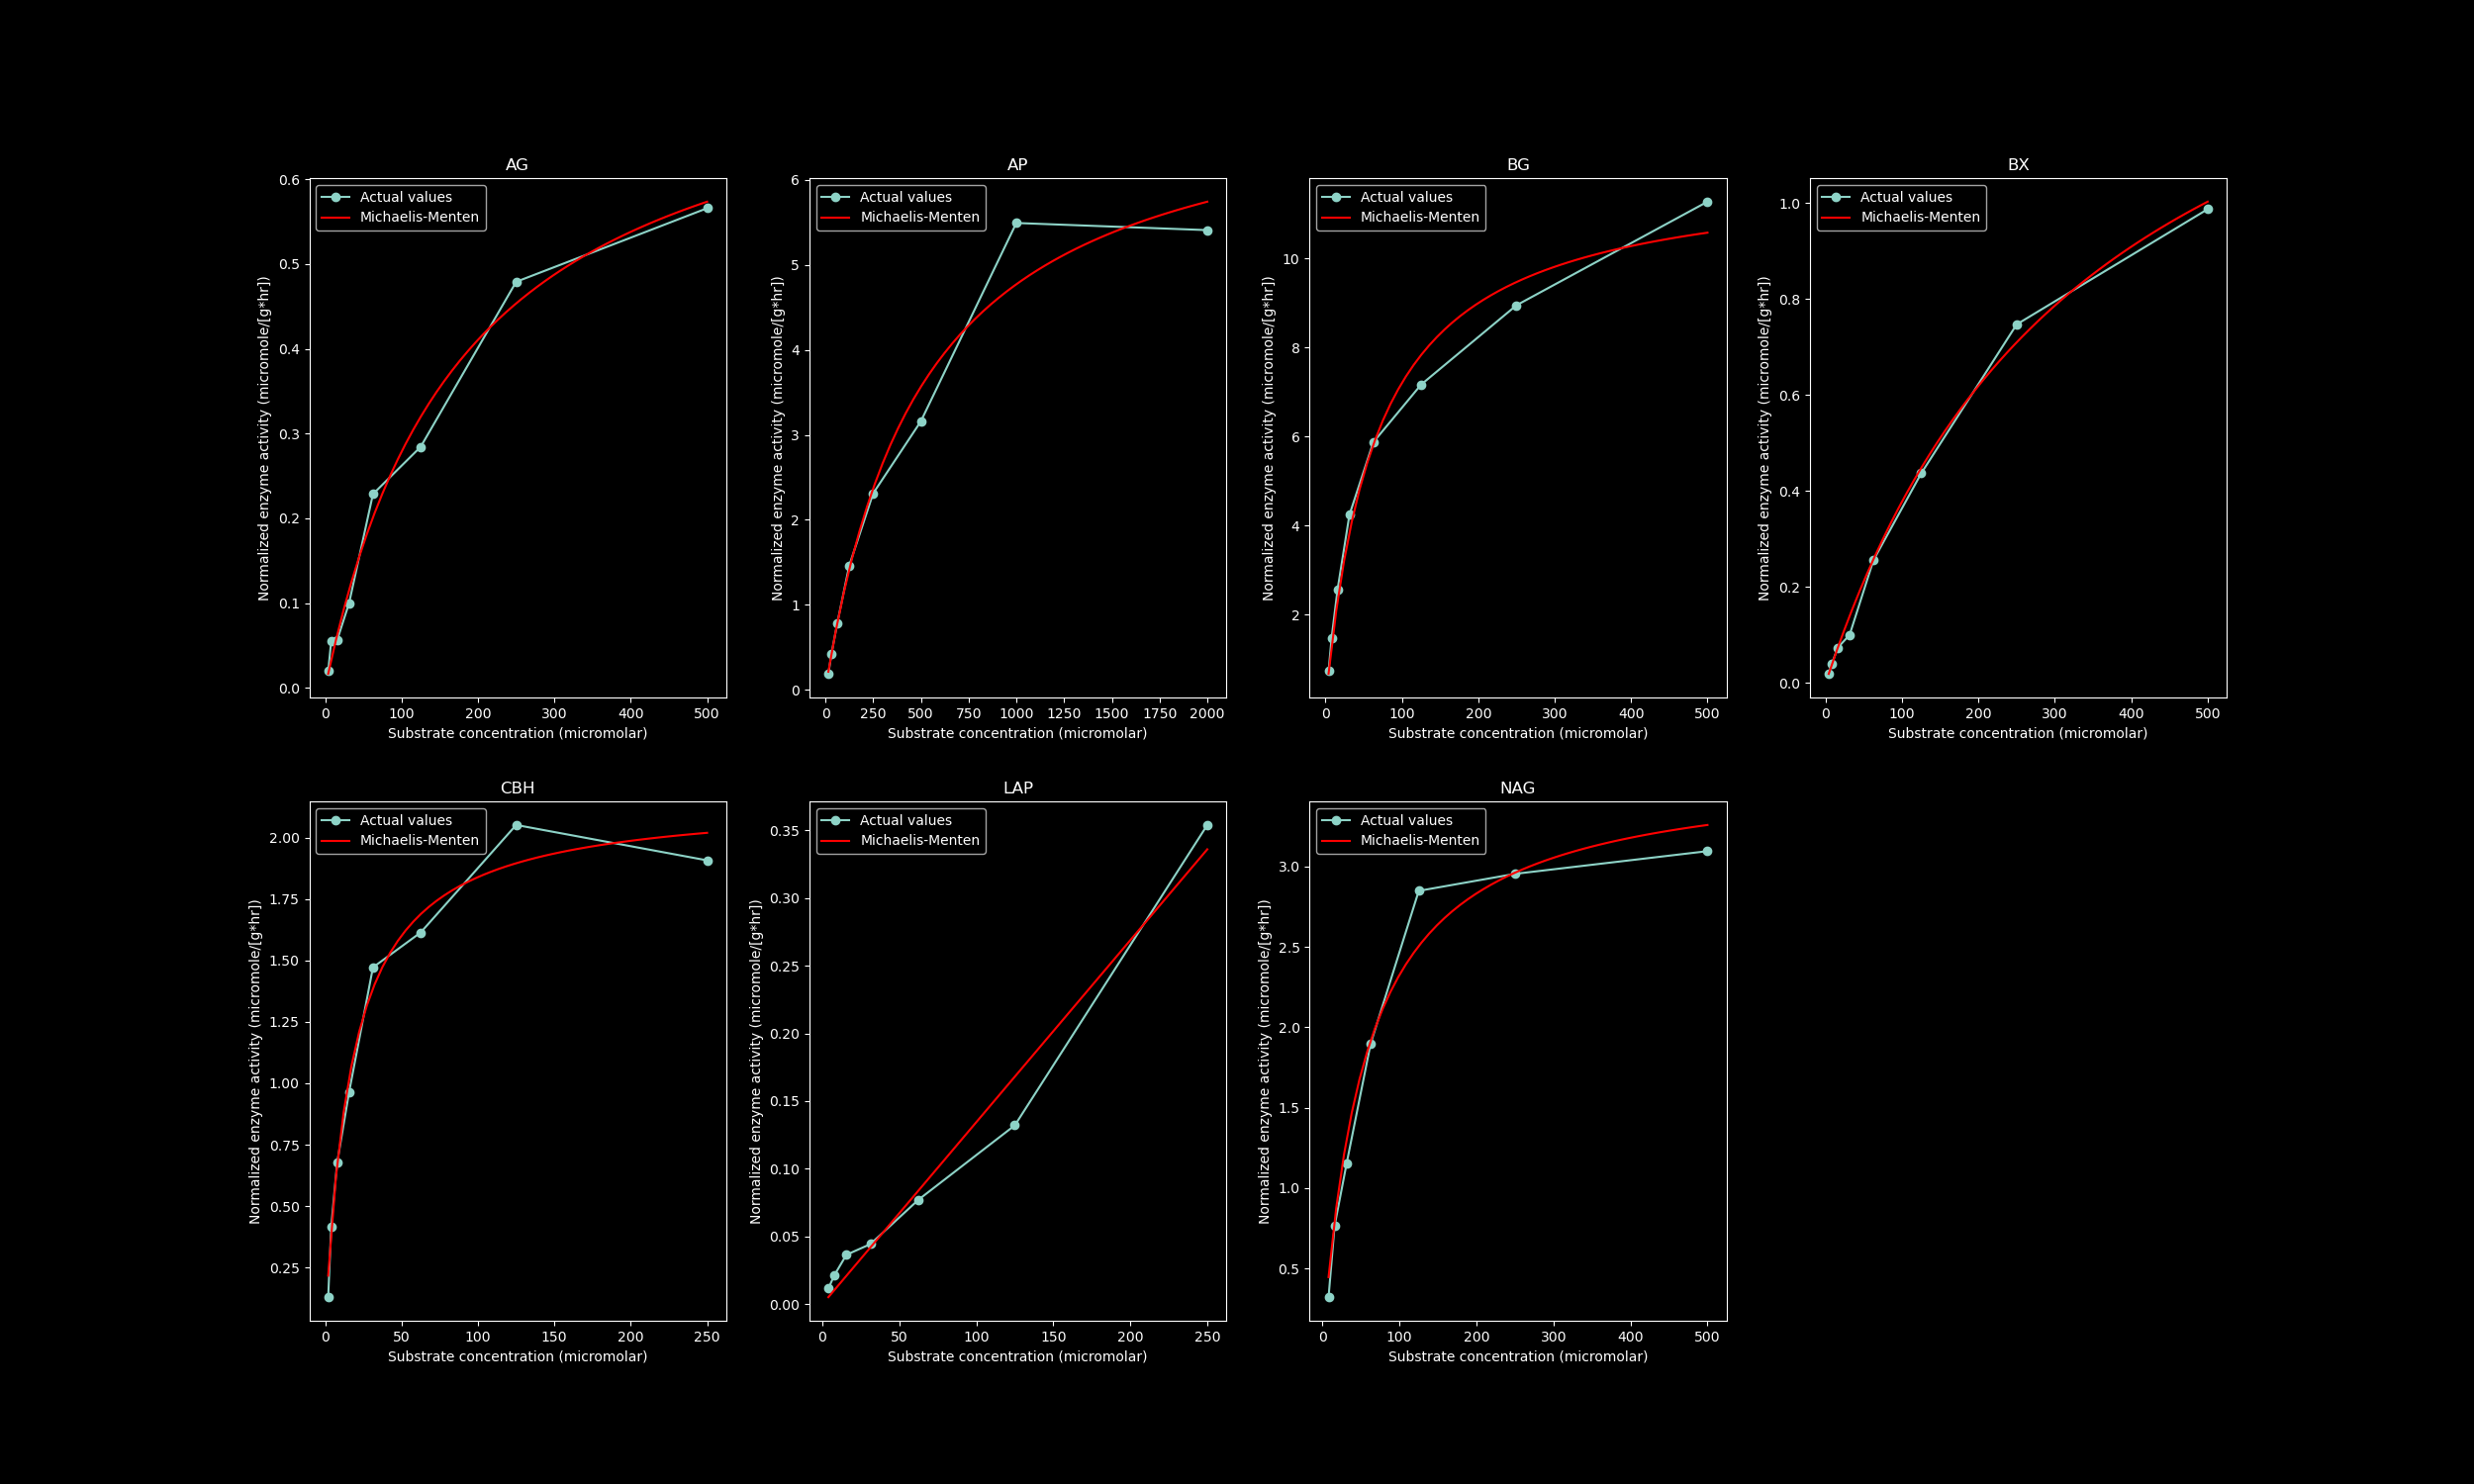 AG
0.6
0.5
0.4
0.3
0.2
0.1
0.0
Normalized enzyme activity (micromole/[g*hr])
Actual values
Michaelis-Menten
0 100 200 300 400 500
Substrate concentration (micromolar)
AP
6
5
4
3
2
1
0
Normalized enzyme activity (micromole/[g*hr])
Actual values
Michaelis-Menten
0 250 500 750 1000 1250 1500 1750 2000
Substrate concentration (micromolar)
BG
10
8
6
4
2
Normalized enzyme activity (micromole/[g*hr])
Actual values
Michaelis-Menten
0 100 200 300 400 500
Substrate concentration (micromolar)
BX
1.0
0.8
0.6
0.4
0.2
0.0
Normalized enzyme activity (micromole/[g*hr])
Actual values
Michaelis-Menten
0 100 200 300 400 500
Substrate concentration (micromolar)
CBH
2.00
1.75
1.50
1.25
1.00
0.75
0.50
0.25
Normalized enzyme activity (micromole/[g*hr])
Actual values
Michaelis-Menten
0 50 100 150 200 250
Substrate concentration (micromolar)
LAP
0.35
0.30
0.25
0.20
0.15
0.10
0.05
0.00
Normalized enzyme activity (micromole/[g*hr])
Actual values
Michaelis-Menten
0 50 100 150 200 250
Substrate concentration (micromolar)
NAG
3.0
2.5
2.0
1.5
1.0
0.5
Normalized enzyme activity (micromole/[g*hr])
Actual values
Michaelis-Menten
0 100 200 300 400 500
Substrate concentration (micromolar)